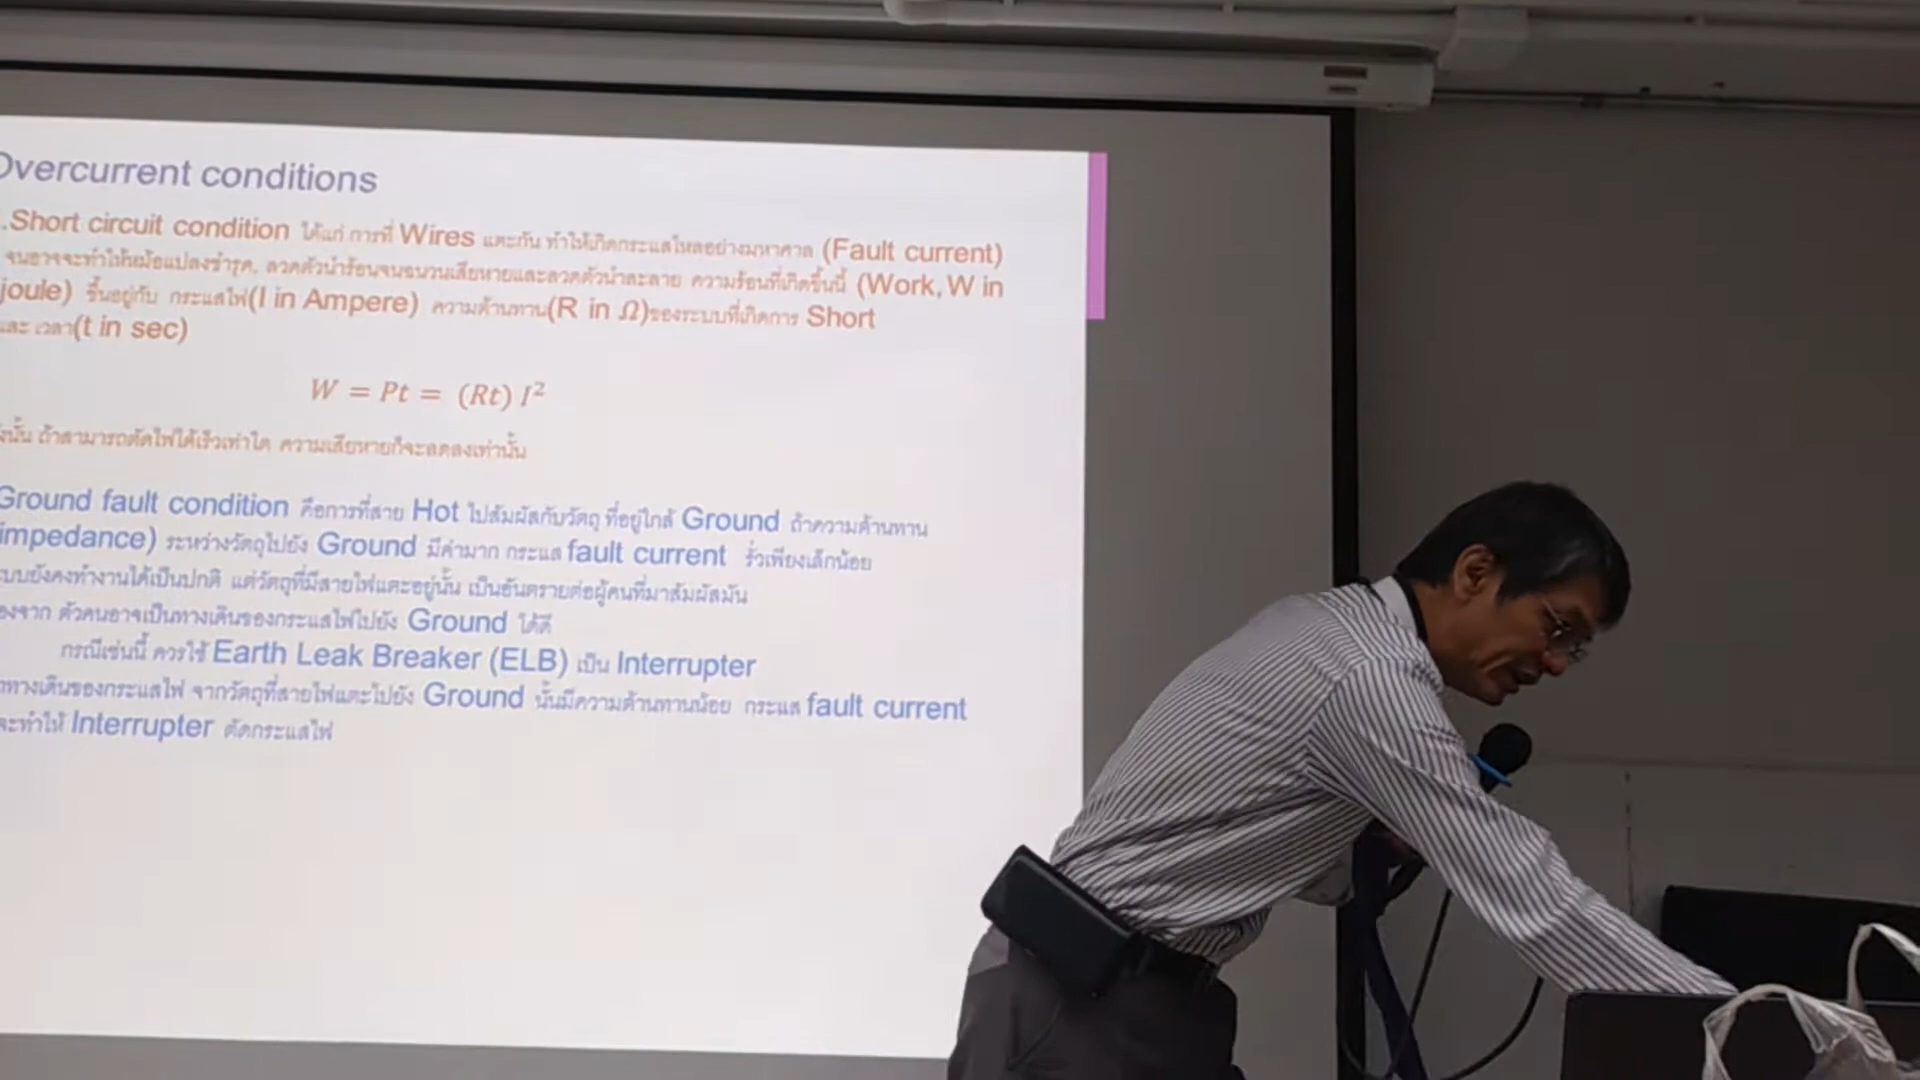 Overcurrent conditions
.Short circuit condition ได้แก่ การที่ Wires แตะกัน ทำให้เกิดกระแสไหลอย่างมหาศาล (Fault current)
จนอาจจะทำให้หม้อแปลงชำรุด, ลวดตัวนำร้อนจนฉนวนเสียหายและลวดตัวนำละลาย ความร้อนที่เกิดขึ้นนี้ (Work, W in
joule) ขึ้นอยู่กับ กระแสไฟ(I in Ampere) ความต้านทาน(R in Ω)ของระบบที่เกิดการ Short
และ เวลา(t in sec)
W = Pt = (Rt) I²
ังนั้น ถ้าสามารถตัดไฟได้เร็วเท่าใด ความเสียหายก็จะลดลงเท่านั้น
Ground fault condition คือการที่สาย Hot ไปสัมผัสกับวัตถุ ที่อยู่ใกล้ Ground ถ้าความต้านทาน
impedance) ระหว่างวัตถุไปยัง Ground มีค่ามาก กระแส fault current รั่วเพียงเล็กน้อย
ะบบยังคงทำงานได้เป็นปกติ แต่วัตถุที่มีสายไฟแตะอยู่นั้น เป็นอันตรายต่อผู้คนที่มาสัมผัสมัน
องจาก ตัวคนอาจเป็นทางเดินของกระแสไฟไปยัง Ground ได้ดี
กรณีเช่นนี้ ควรใช้ Earth Leak Breaker (ELB) เป็น Interrupter
าทางเดินของกระแสไฟ จากวัตถุที่สายไฟแตะไปยัง Ground นั้นมีความต้านทานน้อย กระแส fault current
จะทำให้ Interrupter ตัดกระแสไฟ